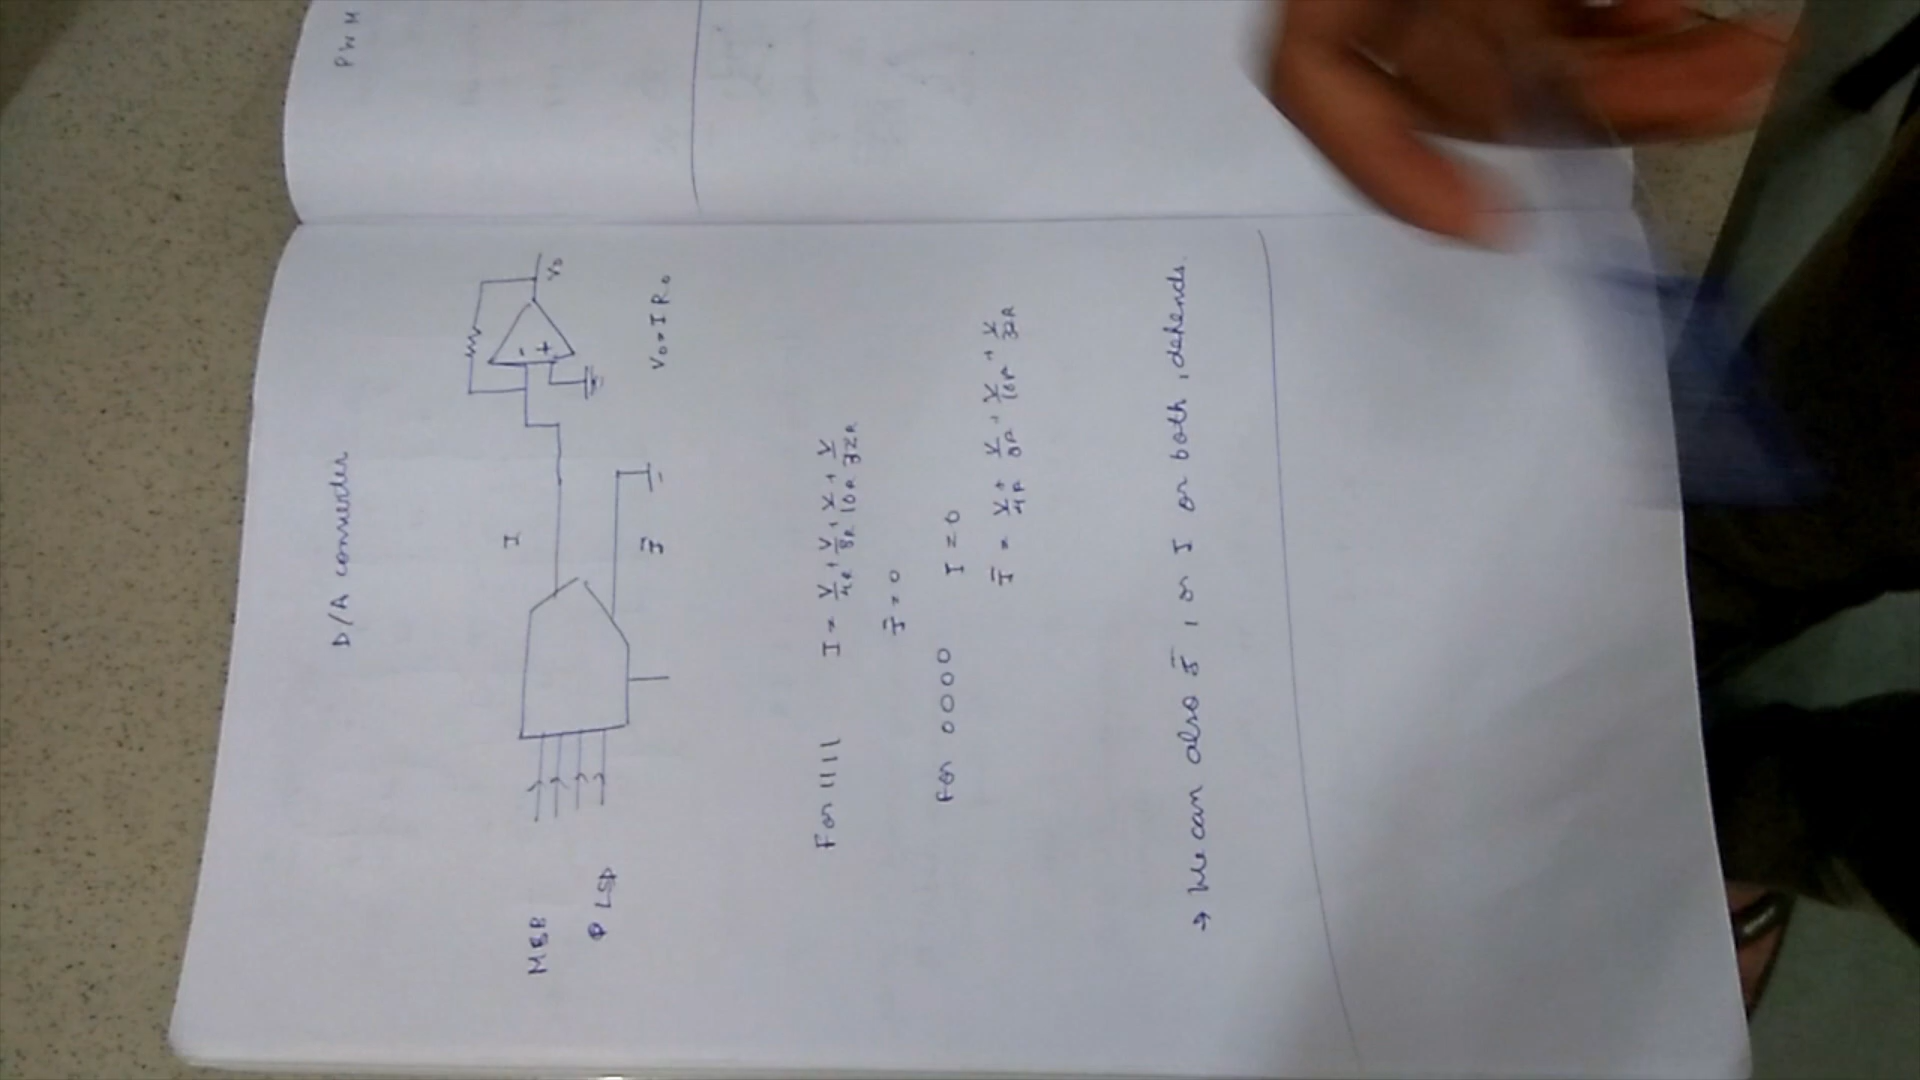 PWM
D/A converter
I
V0
MSB
LSD
Ī
V0 = I R0
For 1111 I = V/4R + V/8R + V/16R + V/32R
Ī = 0
For 0000 I = 0
Ī = V/4R + V/8R + V/16R + V/32R
→ We can also Ī, or I or both, depends.